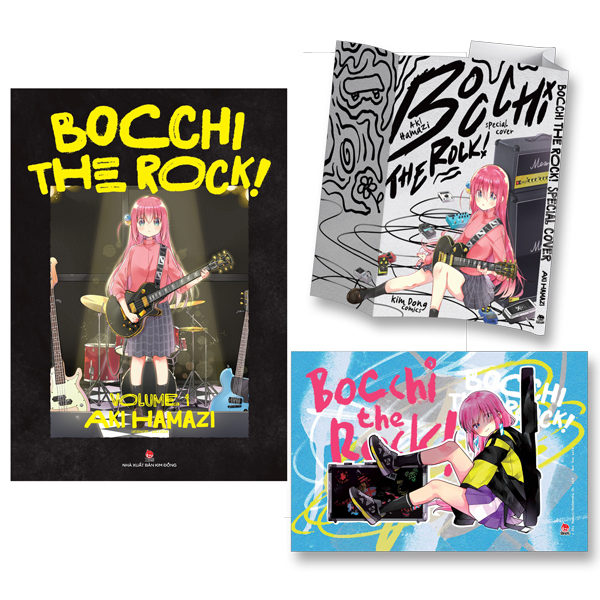 BOCCHI
THE ROCK!
VOLUME. 1
AKI HAMAZI
NHÀ XUẤT BẢN KIM ĐỒNG
BOCCHi
AKI
HAMAZI
special
cover
THE ROCK!
Kim Dong
comics
BOCCHI THE ROCK! SPECIAL COVER
AKI HAMAZI
BOCCHi
the
ROCK!
BOCCHI
THE ROCK!